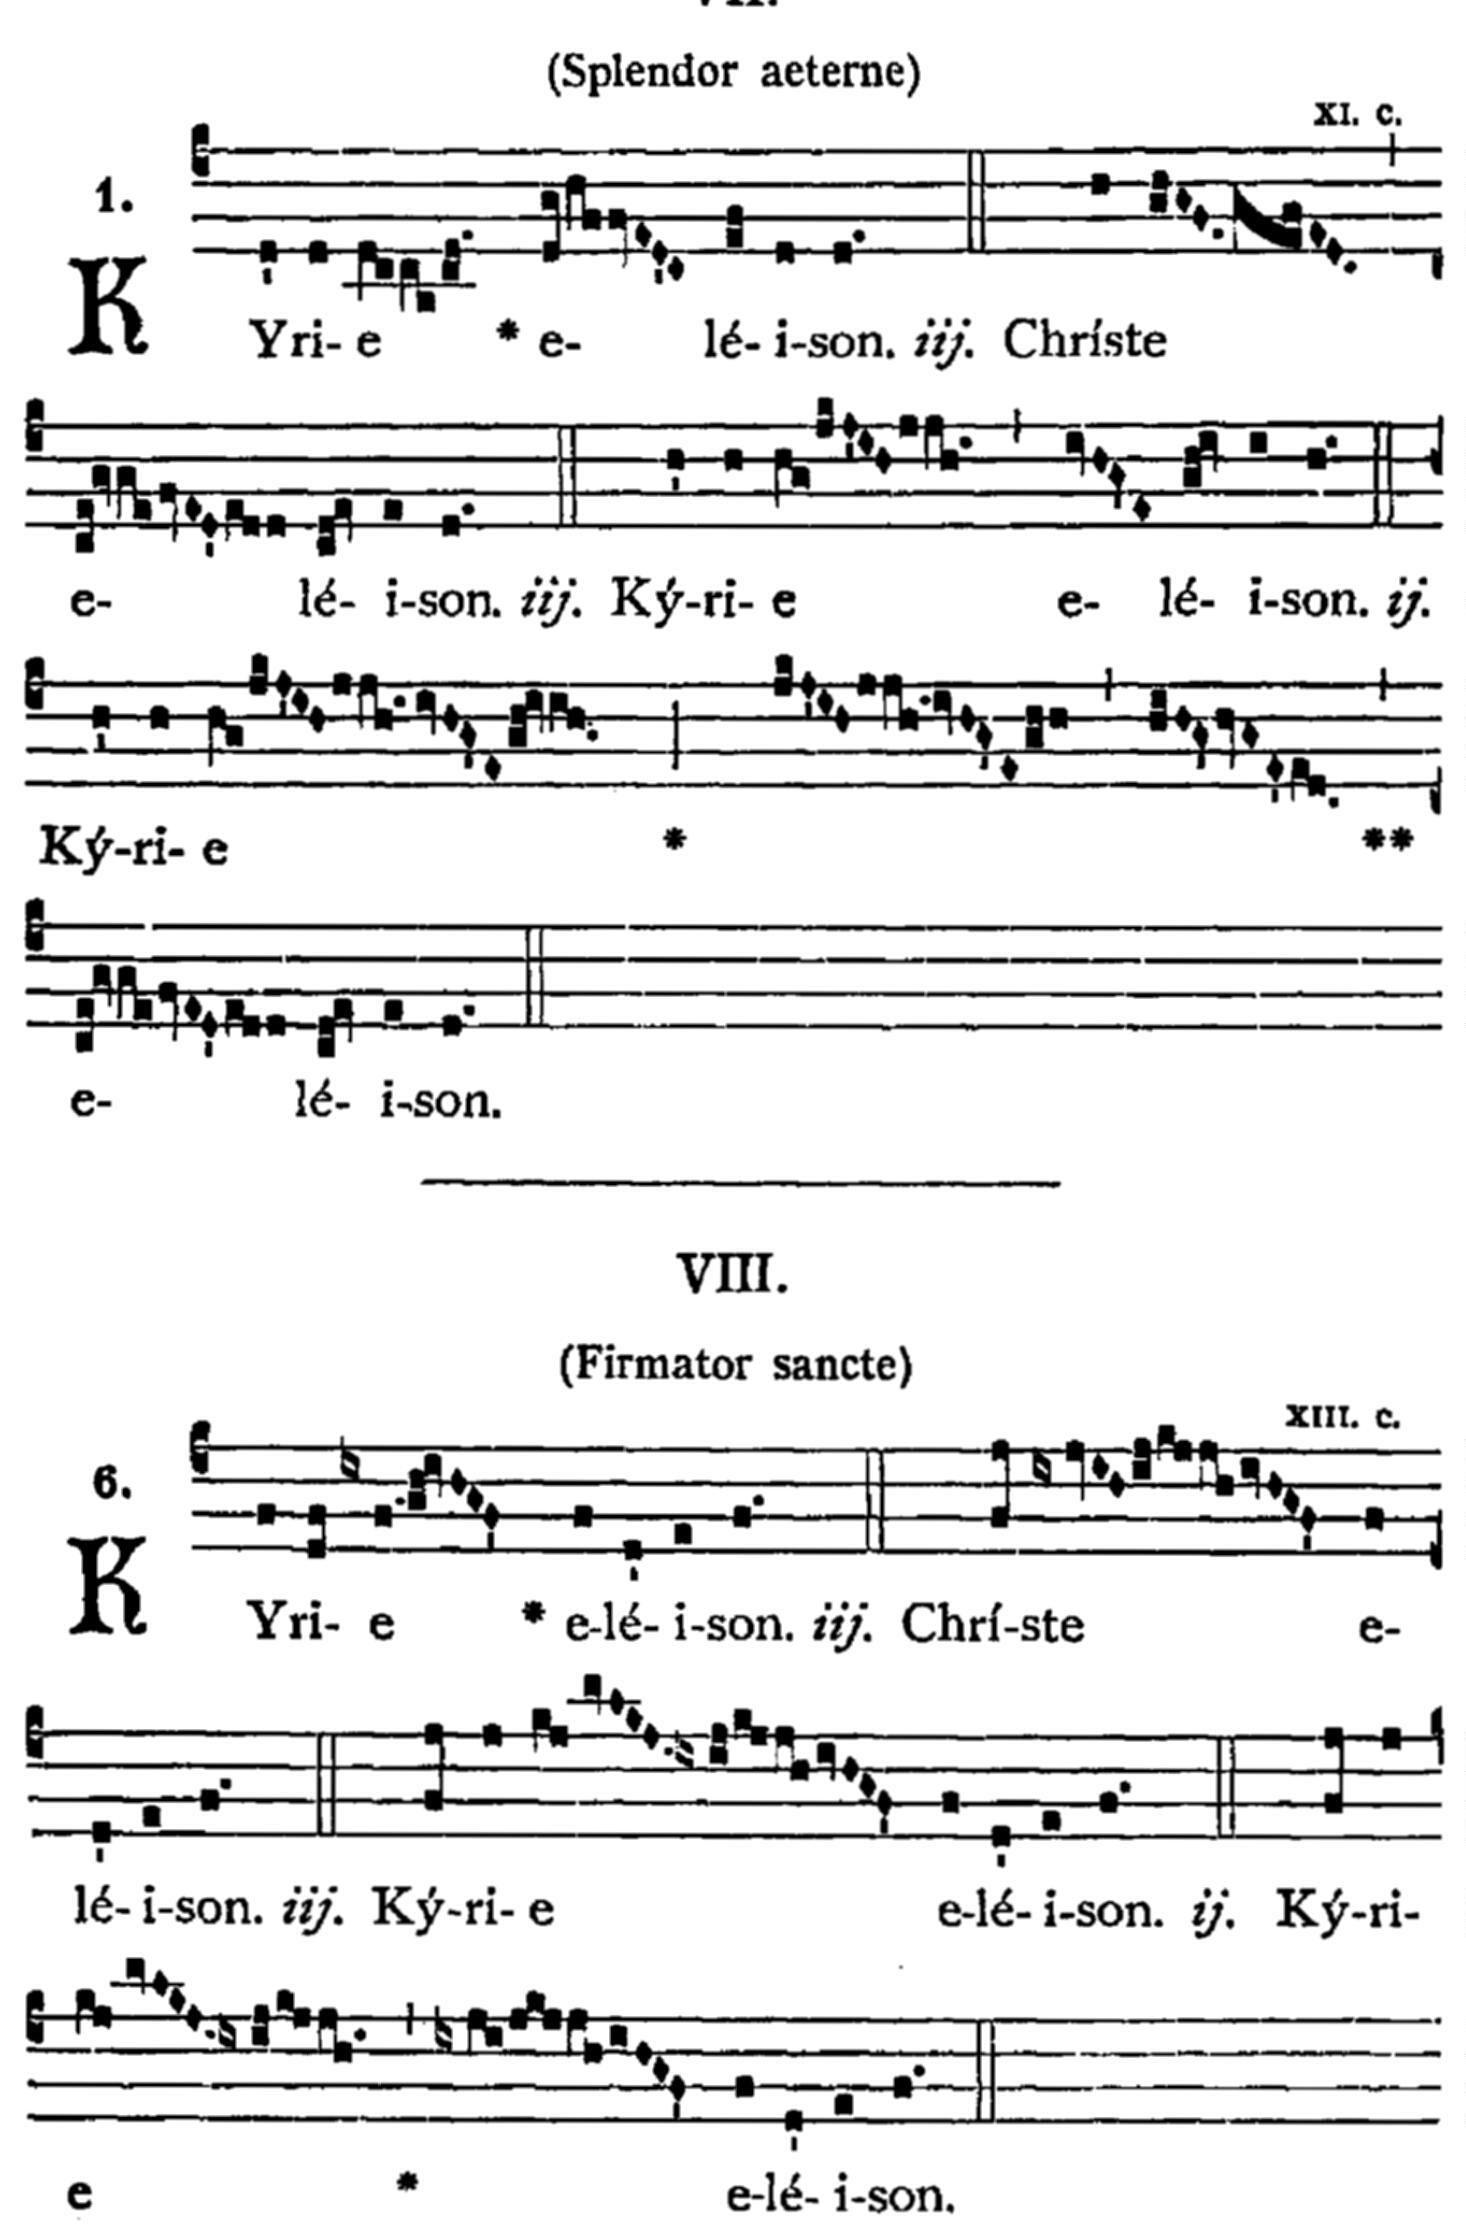 VII.
(Splendor aeterne)
XI. c.
1.
KYri- e * e- lé- i-son. iij. Chríste
e- lé- i-son. iij. Ký-ri- e e- lé- i-son. ij.
Ký-ri- e * **
e- lé- i-son.
VIII.
(Firmator sancte)
XIII. c.
6.
KYri- e * e-lé- i-son. iij. Chrí-ste e-
lé- i-son. iij. Ký-ri- e e-lé- i-son. ij. Ký-ri-
e * e-lé- i-son.